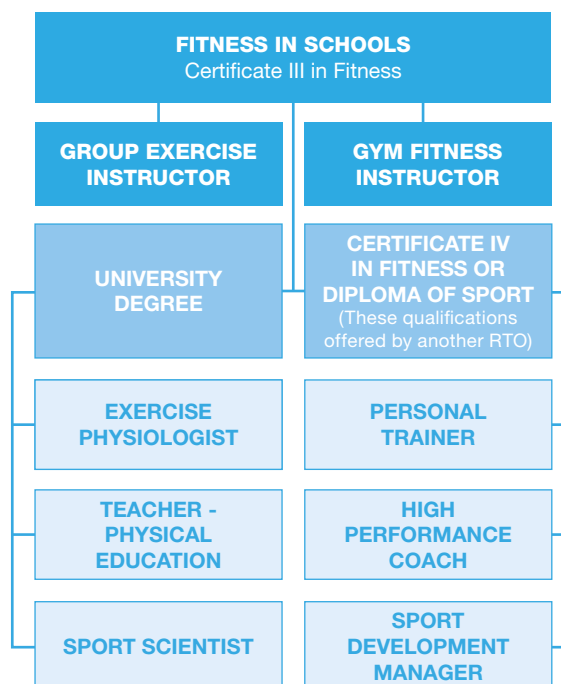 FITNESS IN SCHOOLS
Certificate III in Fitness
GROUP EXERCISE
INSTRUCTOR
GYM FITNESS
INSTRUCTOR
UNIVERSITY
DEGREE
CERTIFICATE IV
IN FITNESS OR
DIPLOMA OF SPORT
(These qualifications
offered by another RTO)
EXERCISE
PHYSIOLOGIST
PERSONAL
TRAINER
TEACHER -
PHYSICAL
EDUCATION
HIGH
PERFORMANCE
COACH
SPORT SCIENTIST
SPORT
DEVELOPMENT
MANAGER